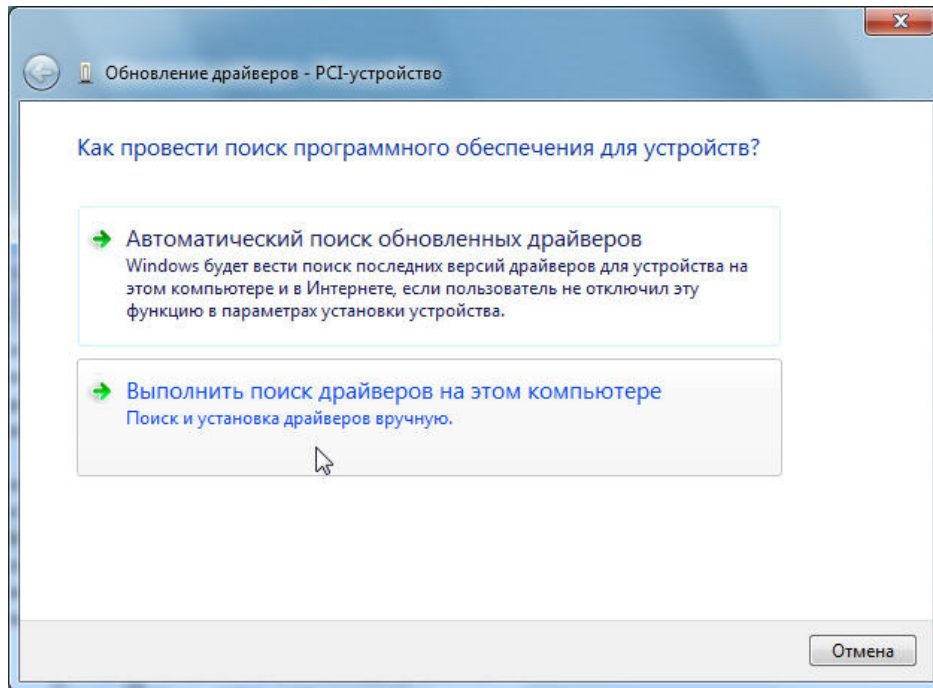 Обновление драйверов - PCI-устройство
Как провести поиск программного обеспечения для устройств?
Автоматический поиск обновленных драйверов
Windows будет вести поиск последних версий драйверов для устройства на
этом компьютере и в Интернете, если пользователь не отключил эту
функцию в параметрах установки устройства.
Выполнить поиск драйверов на этом компьютере
Поиск и установка драйверов вручную.
Отмена